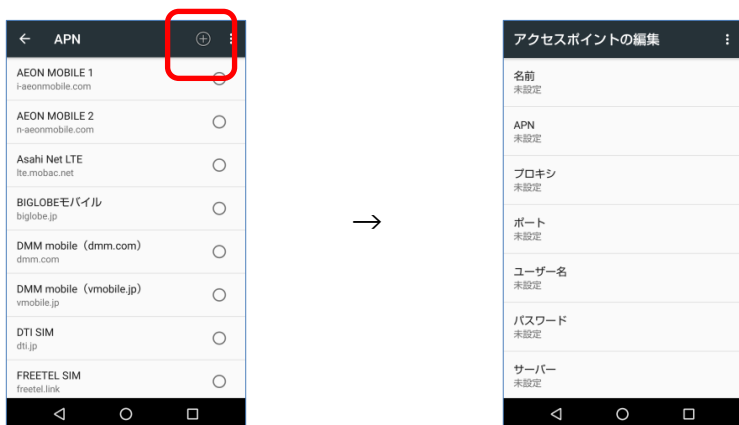 APN
AEON MOBILE 1
i-aeonmobile.com
AEON MOBILE 2
n-aeonmobile.com
Asahi Net LTE
lte.mobac.net
BIGLOBEモバイル
biglobe.jp
DMM mobile（dmm.com）
dmm.com
DMM mobile（vmobile.jp）
vmobile.jp
DTI SIM
dti.jp
FREETEL SIM
freetel.link
→
アクセスポイントの編集
名前
未設定
APN
未設定
プロキシ
未設定
ポート
未設定
ユーザー名
未設定
パスワード
未設定
サーバー
未設定